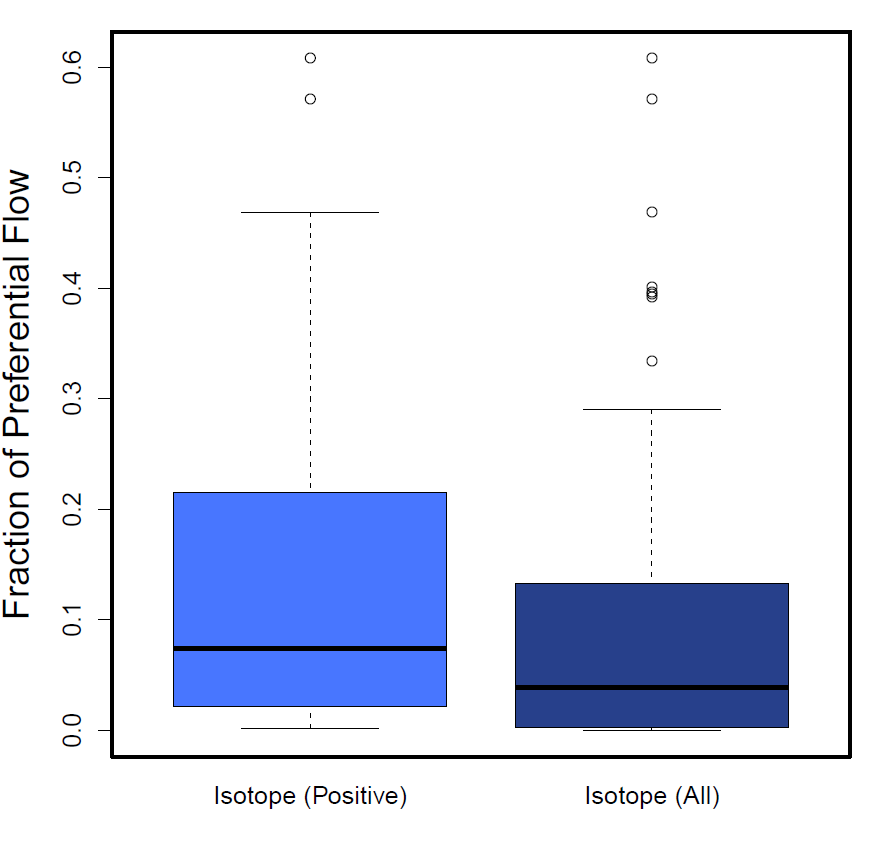 Fraction of Preferential Flow
0.6
0.5
0.4
0.3
0.2
0.1
0.0
Isotope (Positive)
Isotope (All)